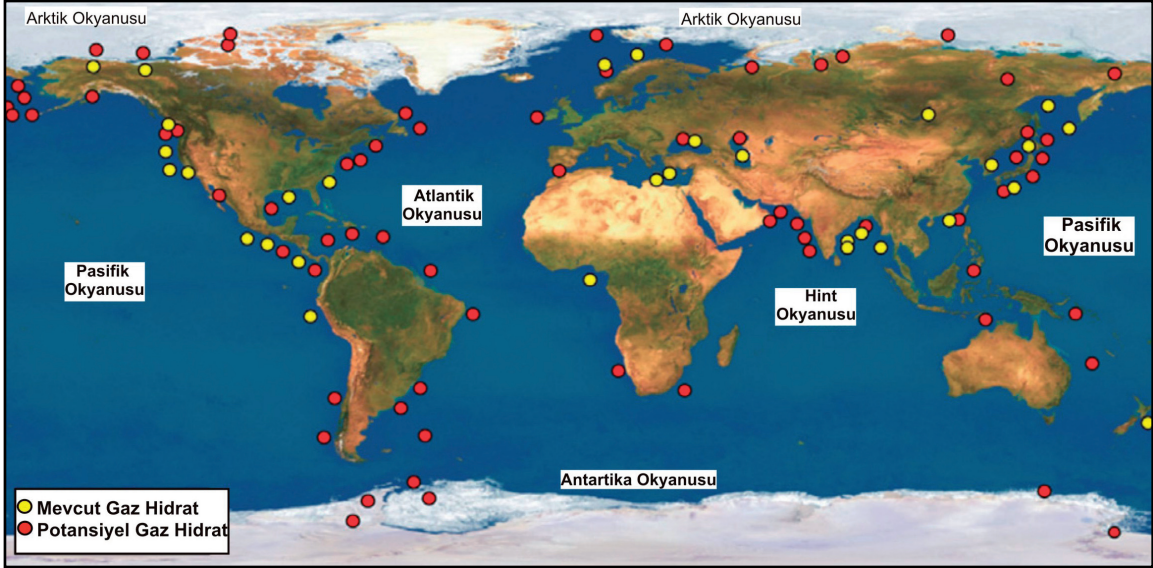 Arktik Okyanusu
Arktik Okyanusu
Atlantik
Okyanusu
Pasifik
Okyanusu
Pasifik
Okyanusu
Hint
Okyanusu
Antartika Okyanusu
Mevcut Gaz Hidrat
Potansiyel Gaz Hidrat